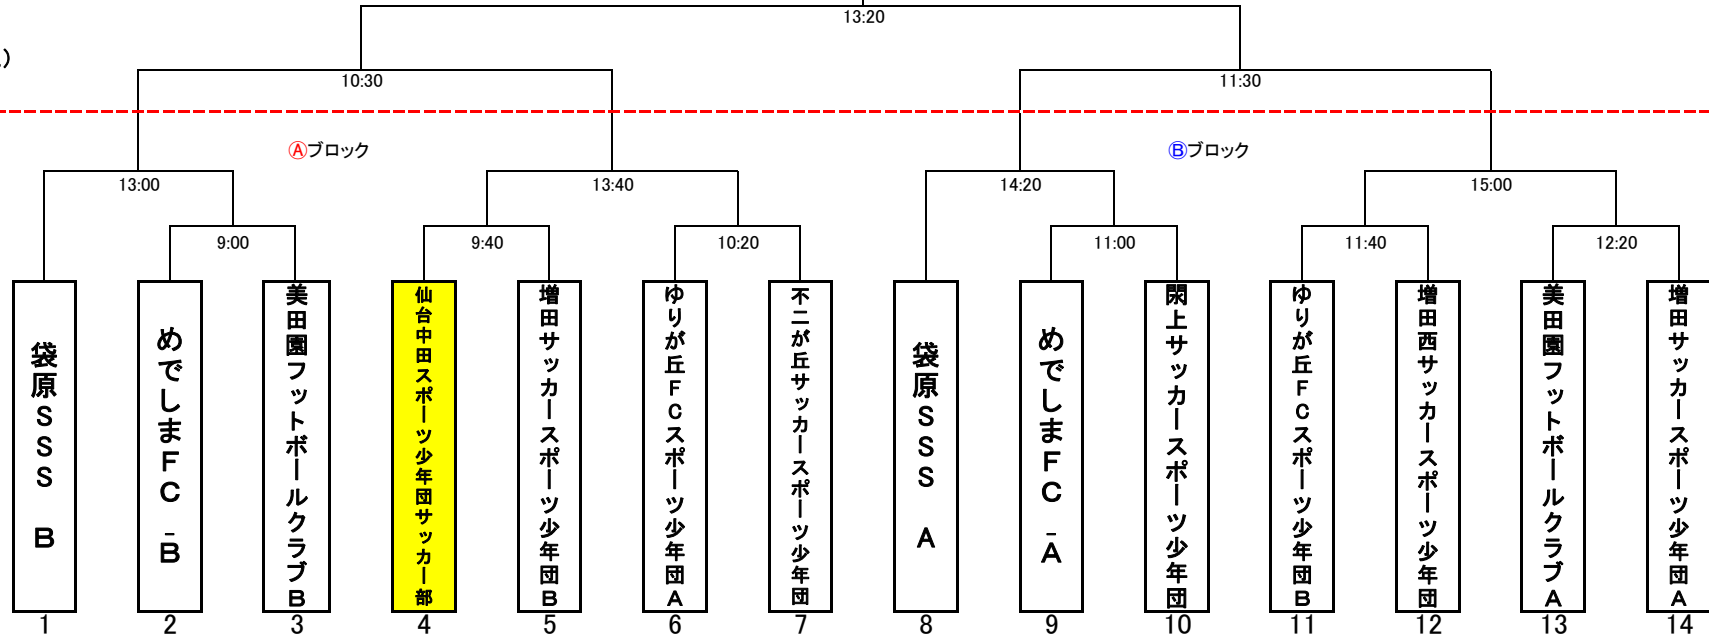 13:20
)
10:30
11:30
Ⓐブロック
Ⓑブロック
13:00
13:40
14:20
15:00
9:00
9:40
10:20
11:00
11:40
12:20
袋原SSS B
めでしまFC-B
美田園フットボールクラブB
仙台中田スポーツ少年団サッカー部
増田サッカースポーツ少年団B
ゆりが丘FCスポーツ少年団A
不二が丘サッカースポーツ少年団
袋原SSS A
めでしまFC-A
閖上サッカースポーツ少年団
ゆりが丘FCスポーツ少年団B
増田西サッカースポーツ少年団
美田園フットボールクラブA
増田サッカースポーツ少年団A
1
2
3
4
5
6
7
8
9
10
11
12
13
14